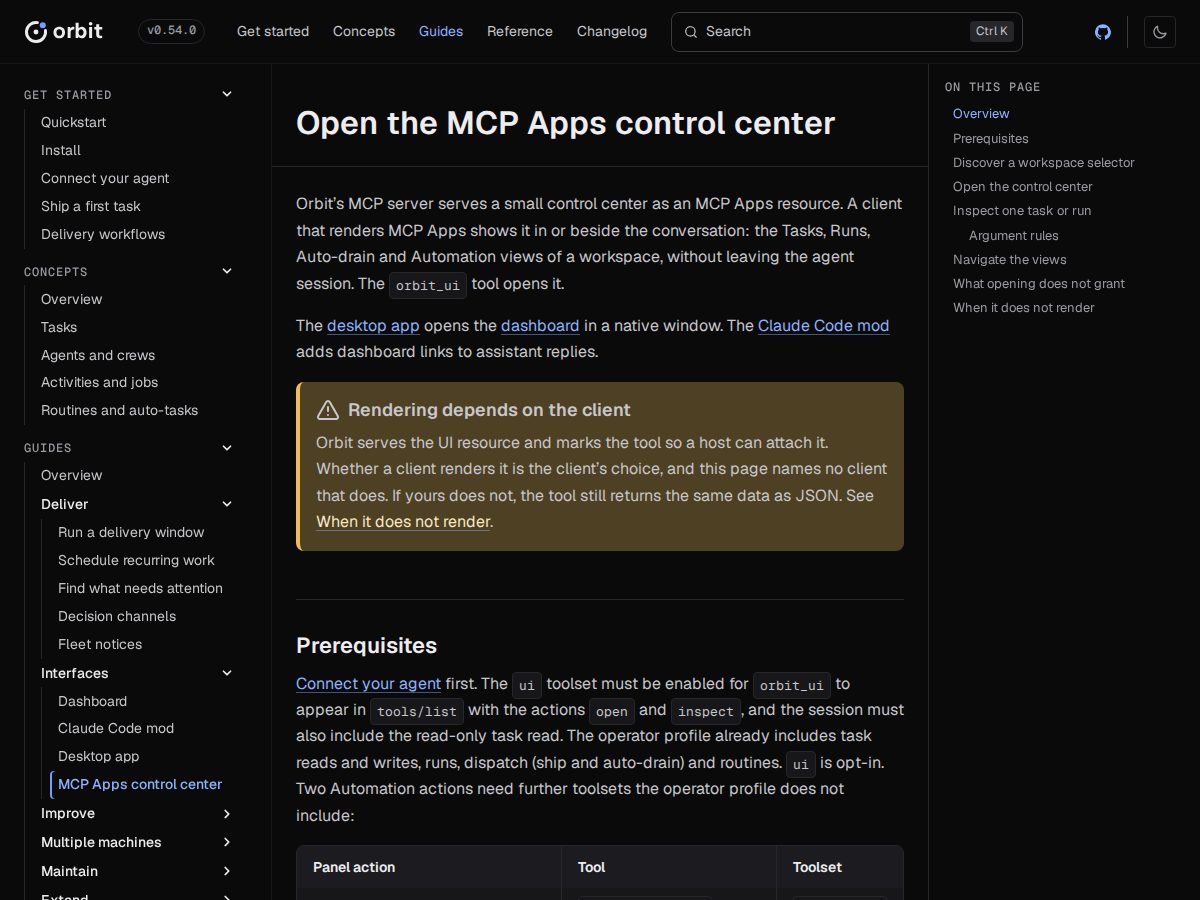 orbit
v0.54.0
Get started
Concepts
Guides
Reference
Changelog
Search
Ctrl K
GET STARTED
Quickstart
Install
Connect your agent
Ship a first task
Delivery workflows
CONCEPTS
Overview
Tasks
Agents and crews
Activities and jobs
Routines and auto-tasks
GUIDES
Overview
Deliver
Run a delivery window
Schedule recurring work
Find what needs attention
Decision channels
Fleet notices
Interfaces
Dashboard
Claude Code mod
Desktop app
MCP Apps control center
Improve
Multiple machines
Maintain
Extend
Open the MCP Apps control center
Orbit’s MCP server serves a small control center as an MCP Apps resource. A client
that renders MCP Apps shows it in or beside the conversation: the Tasks, Runs,
Auto-drain and Automation views of a workspace, without leaving the agent
session. The orbit_ui tool opens it.
The desktop app opens the dashboard in a native window. The Claude Code mod
adds dashboard links to assistant replies.
Rendering depends on the client
Orbit serves the UI resource and marks the tool so a host can attach it.
Whether a client renders it is the client’s choice, and this page names no client
that does. If yours does not, the tool still returns the same data as JSON. See
When it does not render.
Prerequisites
Connect your agent first. The ui toolset must be enabled for orbit_ui to
appear in tools/list with the actions open and inspect, and the session must
also include the read-only task read. The operator profile already includes task
reads and writes, runs, dispatch (ship and auto-drain) and routines. ui is opt-in.
Two Automation actions need further toolsets the operator profile does not
include:
Panel action
Tool
Toolset
ON THIS PAGE
Overview
Prerequisites
Discover a workspace selector
Open the control center
Inspect one task or run
Argument rules
Navigate the views
What opening does not grant
When it does not render